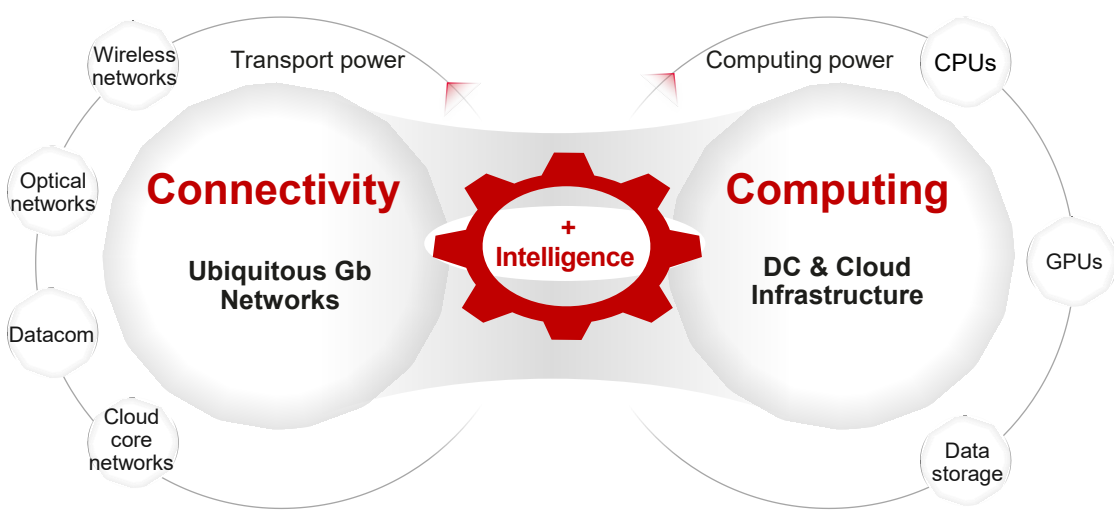 Transport power
Wireless
networks
Optical
networks
Datacom
Cloud
core
networks
Connectivity
Ubiquitous Gb
Networks
+
Intelligence
Computing power
Computing
DC & Cloud
Infrastructure
CPUs
GPUs
Data
storage